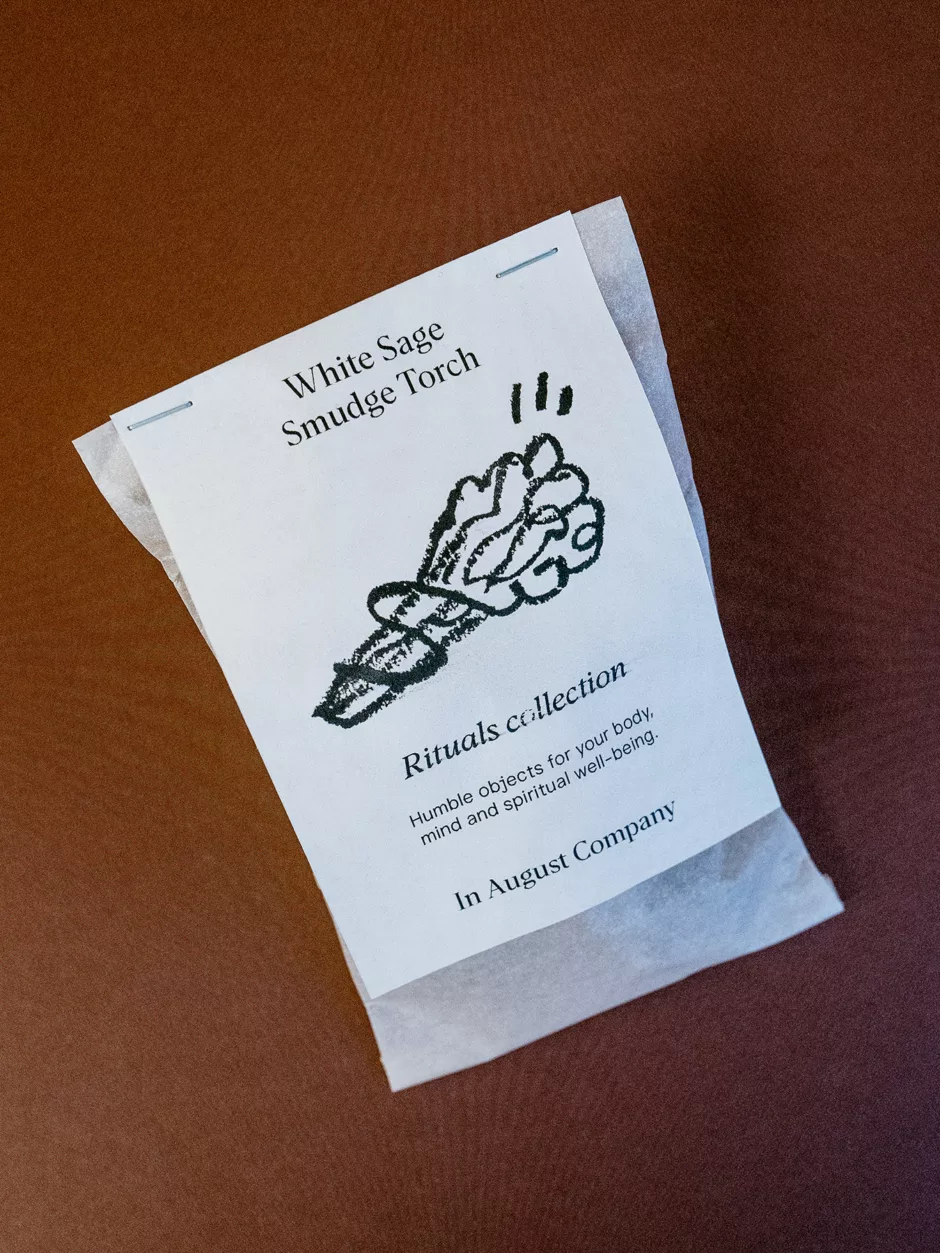 White Sage
Smudge Torch
Rituals collection
Humble objects for your body,
mind and spiritual well-being.
In August Company